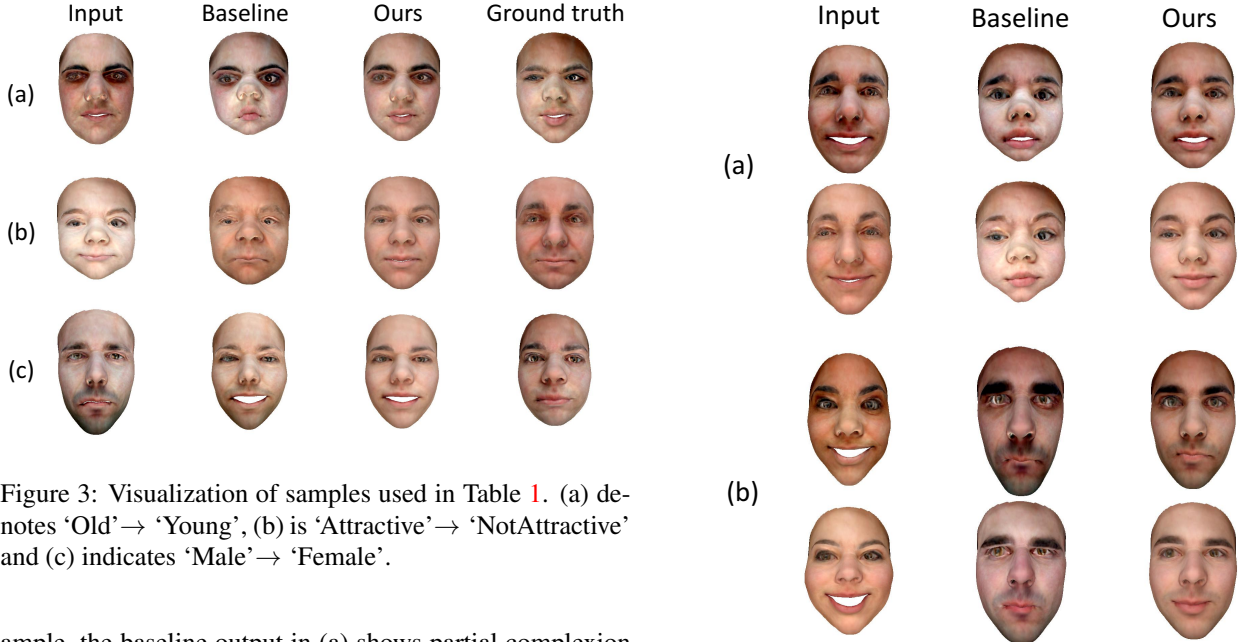 Input Baseline Ours Ground truth
(a)
(b)
(c)
Figure 3: Visualization of samples used in Table 1. (a) de-
notes ‘Old’→ ‘Young’, (b) is ‘Attractive’→ ‘NotAttractive’
and (c) indicates ‘Male’→ ‘Female’.
ample, the baseline output in (a) shows partial complexion
Input Baseline Ours
(a)
(b)